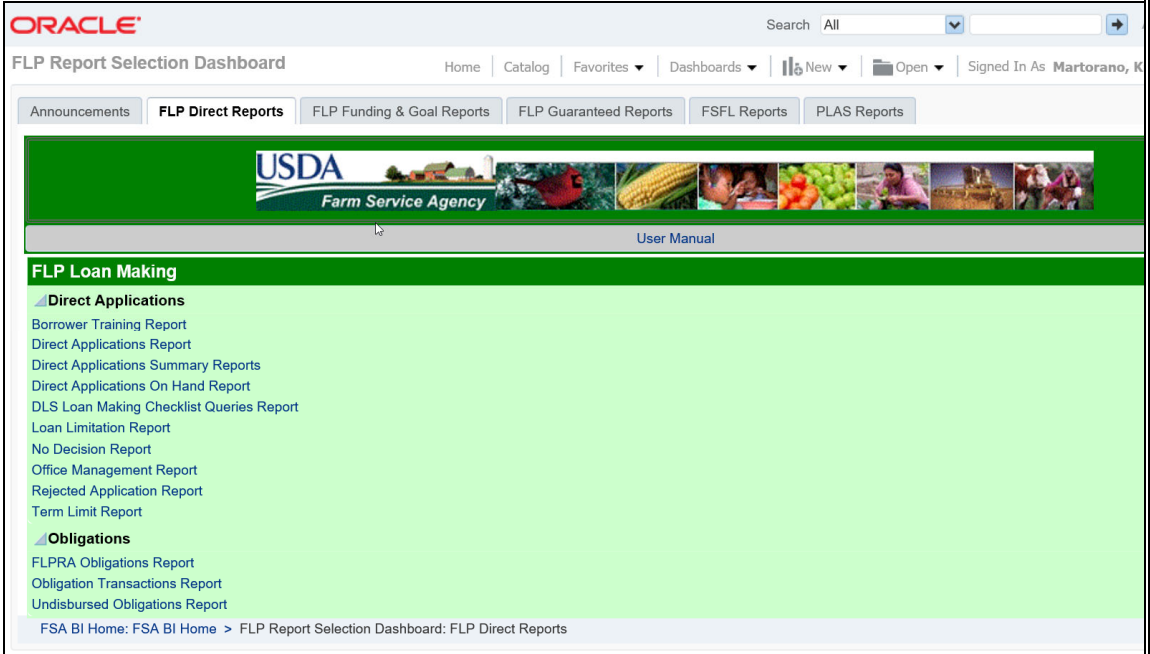 ORACLE
Search All
FLP Report Selection Dashboard
Home Catalog Favorites Dashboards New Open Signed In As Martorano, K
Announcements FLP Direct Reports FLP Funding & Goal Reports FLP Guaranteed Reports FSFL Reports PLAS Reports
USDA
Farm Service Agency
User Manual
FLP Loan Making
Direct Applications
Borrower Training Report
Direct Applications Report
Direct Applications Summary Reports
Direct Applications On Hand Report
DLS Loan Making Checklist Queries Report
Loan Limitation Report
No Decision Report
Office Management Report
Rejected Application Report
Term Limit Report
Obligations
FLPRA Obligations Report
Obligation Transactions Report
Undisbursed Obligations Report
FSA BI Home: FSA BI Home > FLP Report Selection Dashboard: FLP Direct Reports